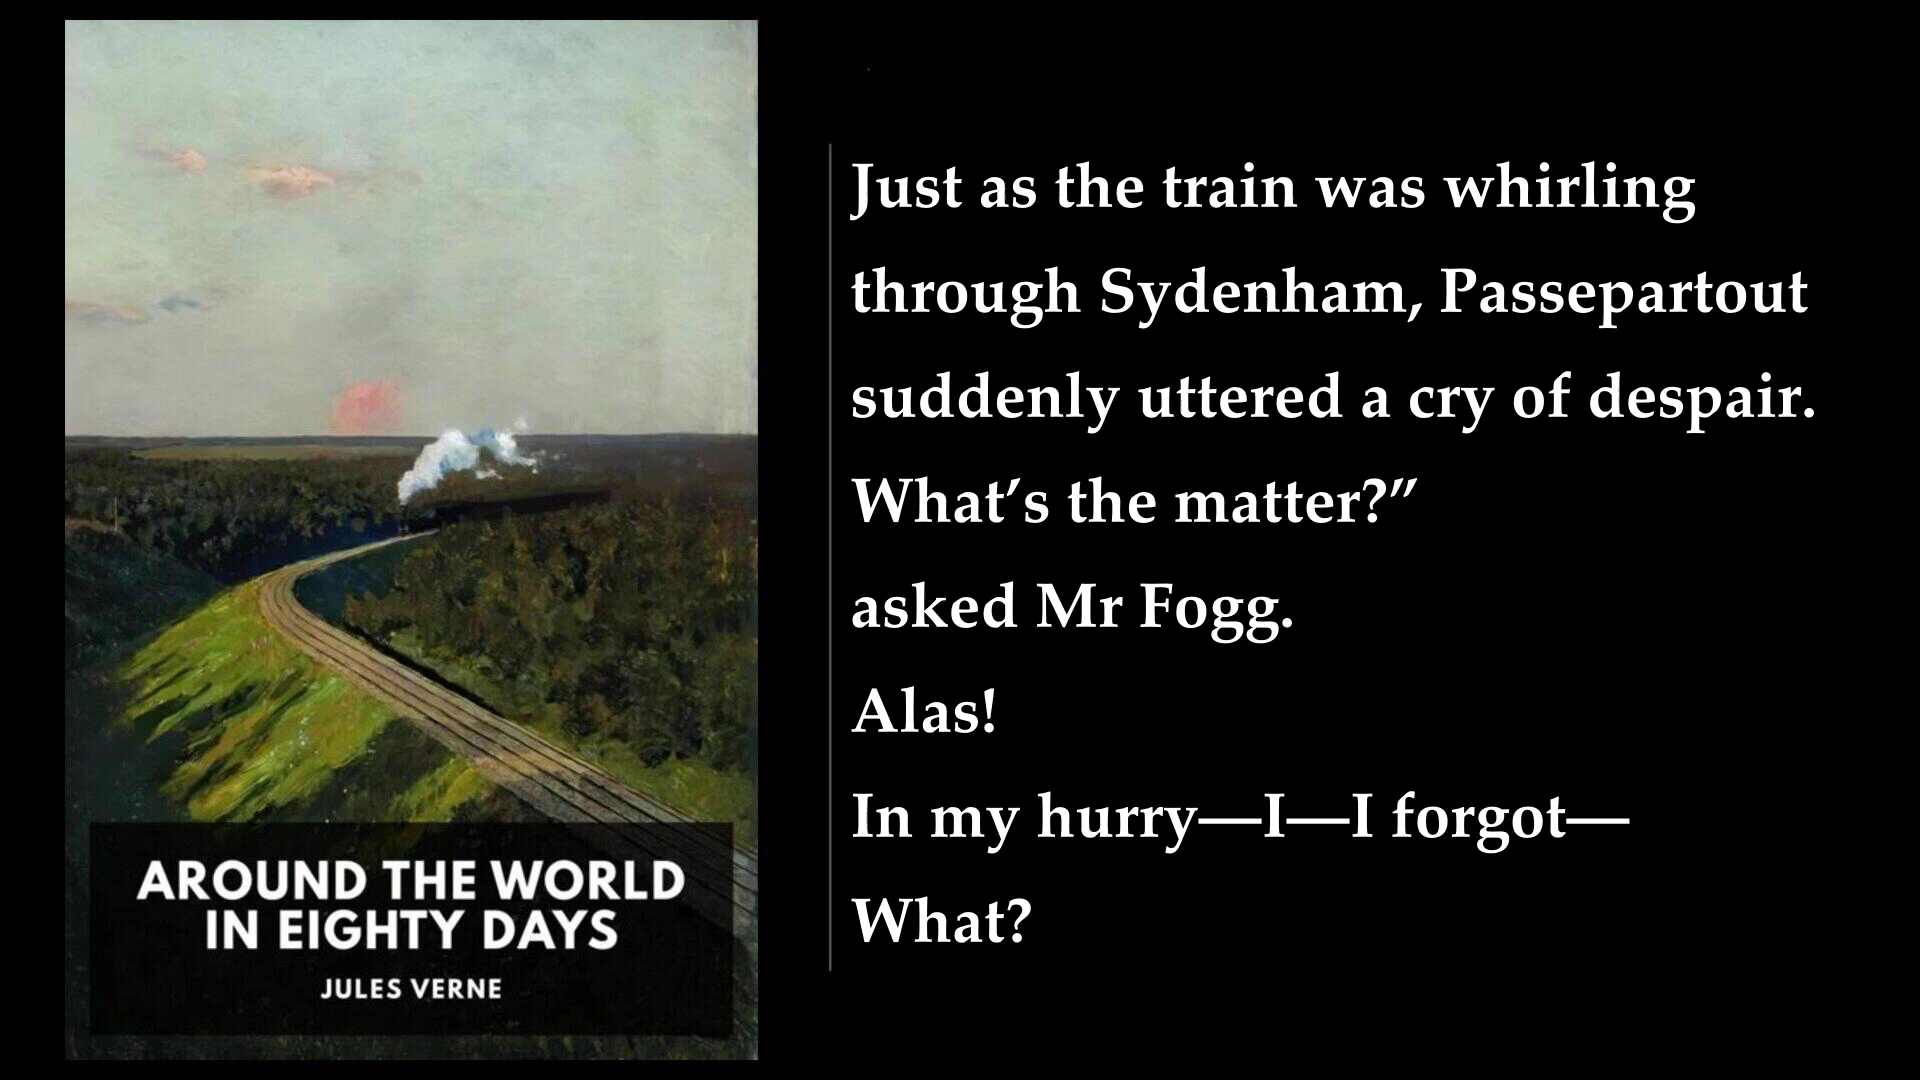 Just as the train was whirling
through Sydenham, Passepartout
suddenly uttered a cry of despair.
What’s the matter?”
asked Mr Fogg.
Alas!
In my hurry—I—I forgot—
What?
AROUND THE WORLD
IN EIGHTY DAYS
JULES VERNE